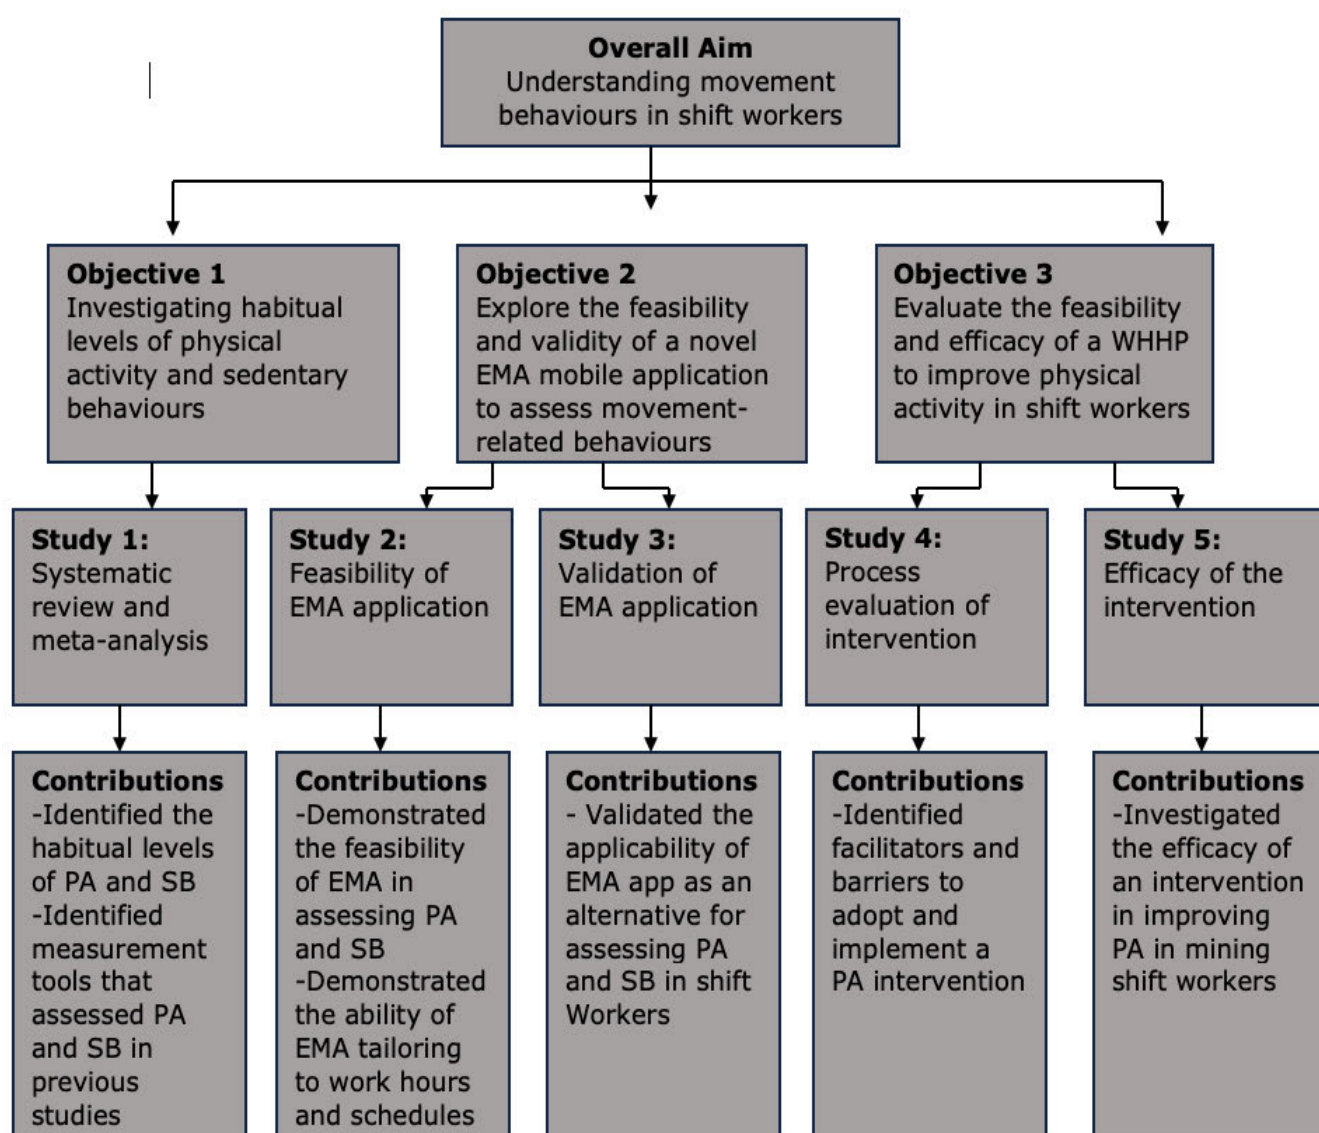 Overall Aim
Understanding movement
behaviours in shift workers
Objective 1
Investigating habitual
levels of physical
activity and sedentary
behaviours
Objective 2
Explore the feasibility
and validity of a novel
EMA mobile application
to assess movement-
related behaviours
Objective 3
Evaluate the feasibility
and efficacy of a WHHP
to improve physical
activity in shift workers
Study 1:
Systematic
review and
meta-analysis
Study 2:
Feasibility of
EMA application
Study 3:
Validation of
EMA application
Study 4:
Process
evaluation of
intervention
Study 5:
Efficacy of the
intervention
Contributions
-Identified the
habitual levels
of PA and SB
-Identified
measurement
tools that
assessed PA
and SB in
previous
studies
Contributions
-Demonstrated
the feasibility
of EMA in
assessing PA
and SB
-Demonstrated
the ability of
EMA tailoring
to work hours
and schedules
Contributions
- Validated the
applicability of
EMA app as an
alternative for
assessing PA
and SB in shift
Workers
Contributions
-Identified
facilitators and
barriers to
adopt and
implement a
PA intervention
Contributions
-Investigated
the efficacy of
an intervention
in improving
PA in mining
shift workers